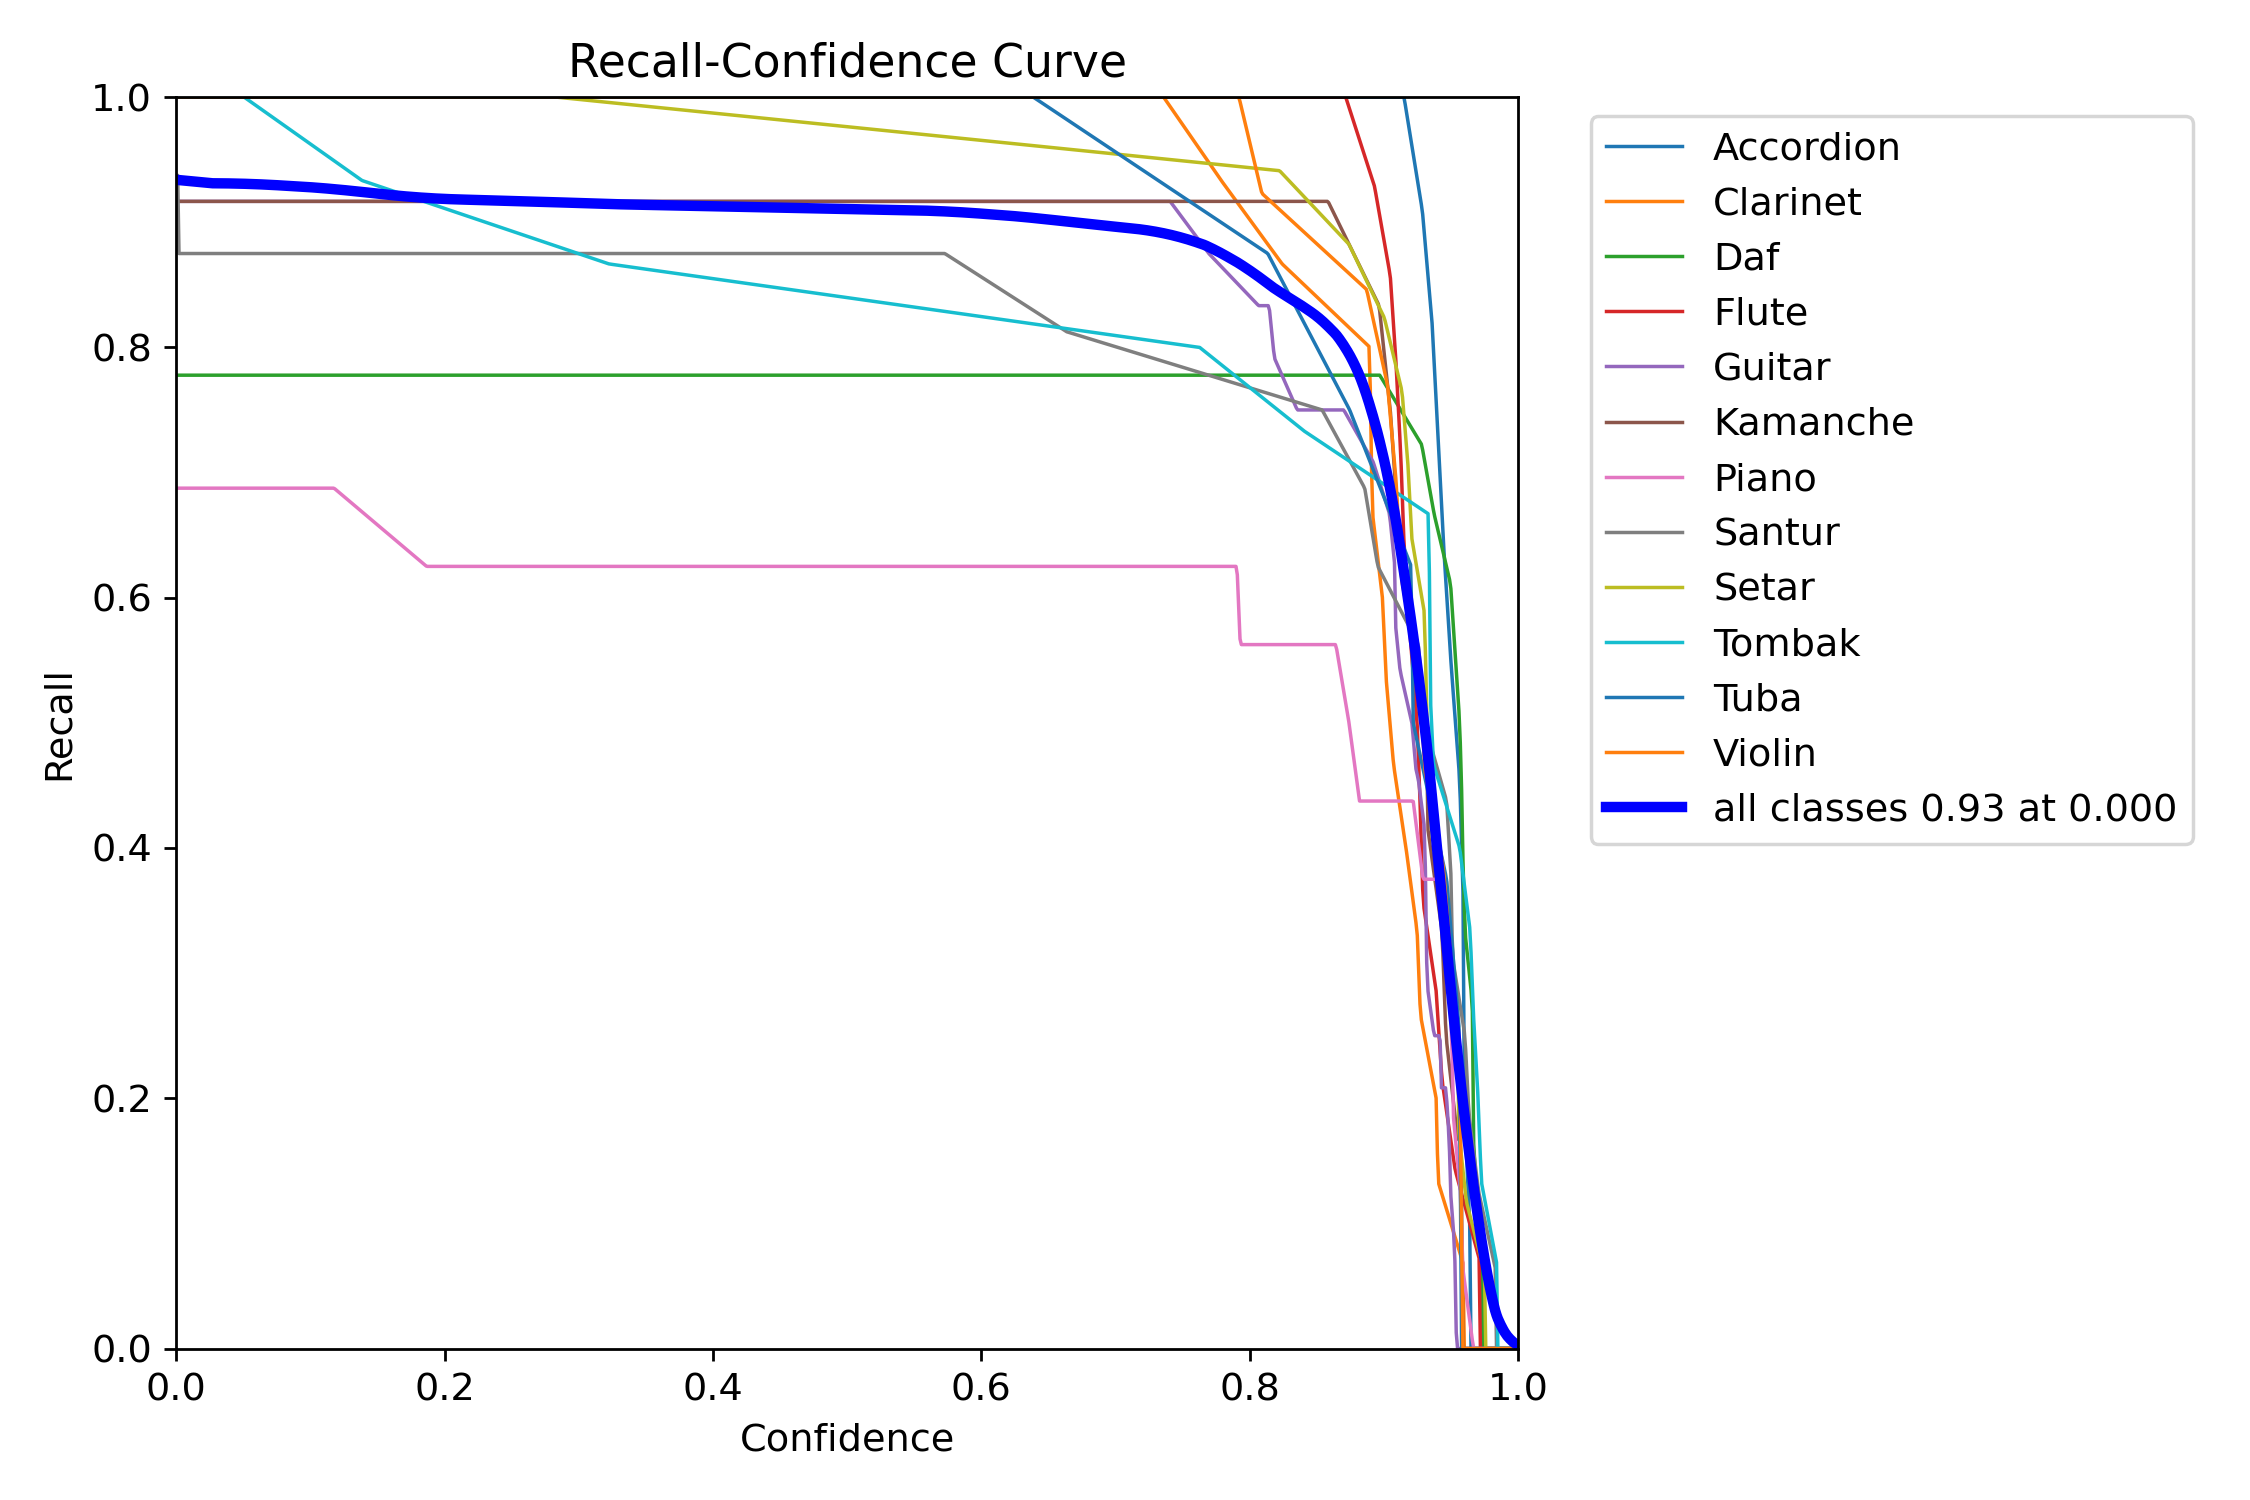 Recall-Confidence Curve
1.0
0.8
0.6
0.4
0.2
0.0
Recall
0.0 0.2 0.4 0.6 0.8 1.0
Confidence
Accordion
Clarinet
Daf
Flute
Guitar
Kamanche
Piano
Santur
Setar
Tombak
Tuba
Violin
all classes 0.93 at 0.000